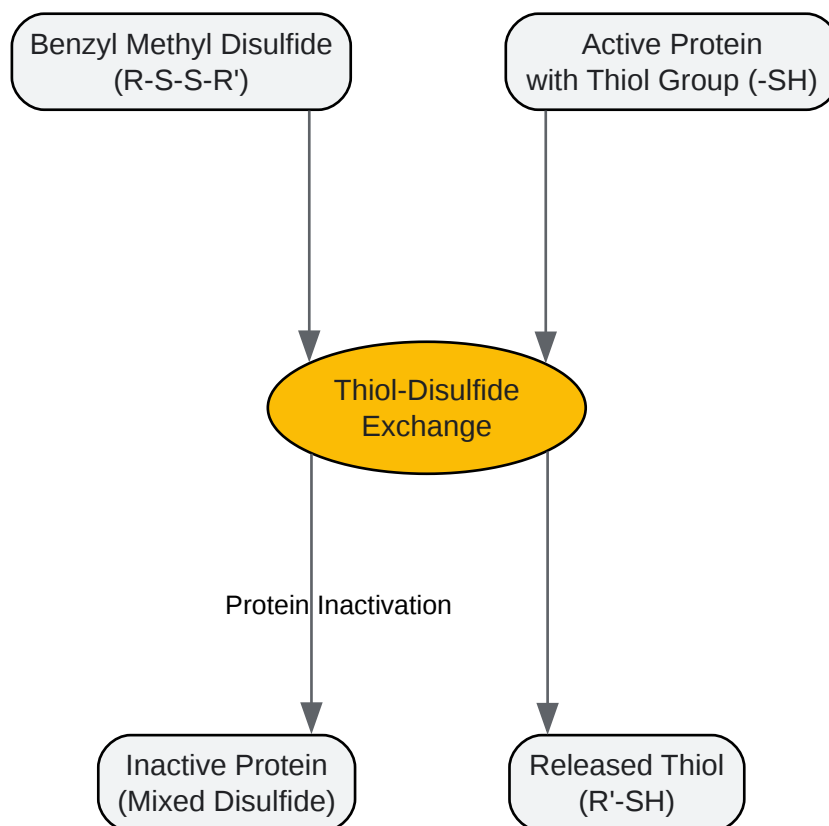 Benzyl Methyl Disulfide
(R-S-S-R')
Active Protein
with Thiol Group (-SH)
Thiol-Disulfide
Exchange
Protein Inactivation
Inactive Protein
(Mixed Disulfide)
Released Thiol
(R'-SH)